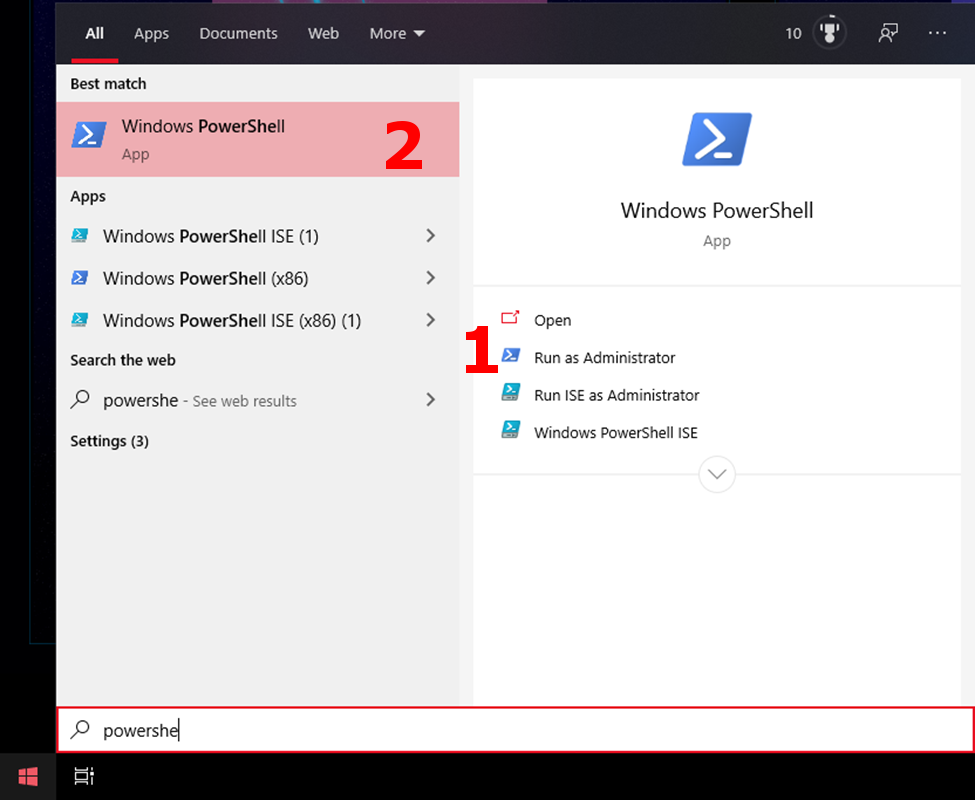 All Apps Documents Web More 10
Best match
Windows PowerShell
App
2
Apps
Windows PowerShell ISE (1)
Windows PowerShell (x86)
Windows PowerShell ISE (x86) (1)
Search the web
powershe - See web results
Settings (3)
Windows PowerShell
App
Open
1
Run as Administrator
Run ISE as Administrator
Windows PowerShell ISE
powershe